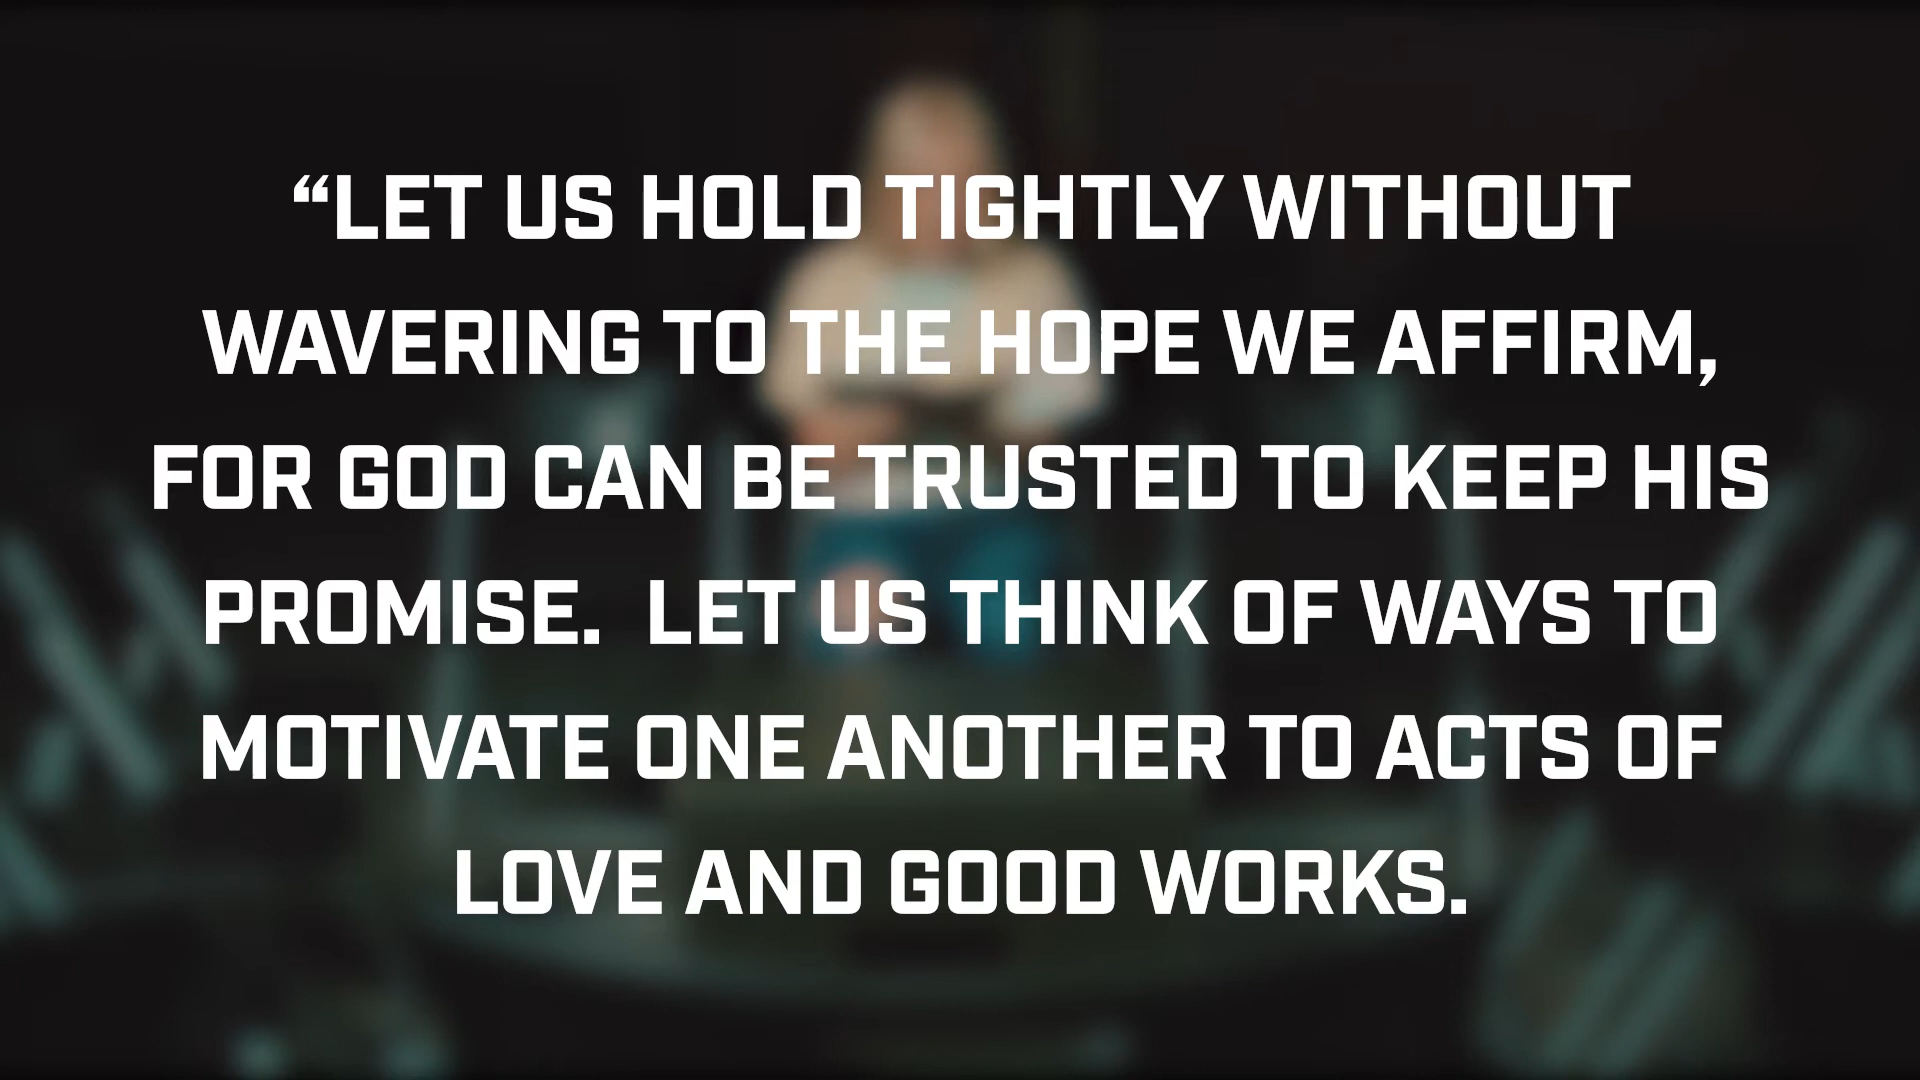 “LET US HOLD TIGHTLY WITHOUT
WAVERING TO THE HOPE WE AFFIRM,
FOR GOD CAN BE TRUSTED TO KEEP HIS
PROMISE.  LET US THINK OF WAYS TO
MOTIVATE ONE ANOTHER TO ACTS OF
LOVE AND GOOD WORKS.